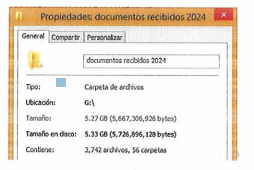 Propiedades: documentos recibidos 2024
General Compartir Personalizar
documentos recibidos 2024
Tipo: Carpeta de archivos
Ubicación: G:\
Tamaño: 5.27 GB (5,667,306,926 bytes)
Tamaño en disco: 5.33 GB (5,726,896,128 bytes)
Contiene: 3,742 archivos, 56 carpetas